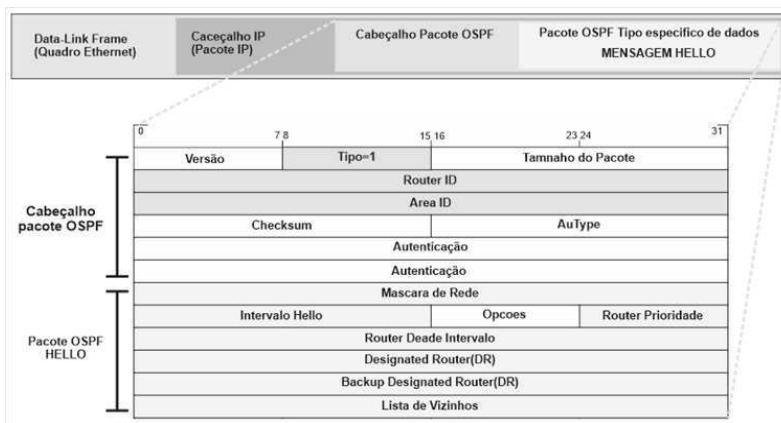 Data-Link Frame
(Quadro Ethernet)
Caceçalho IP
(Pacote IP)
Cabeçalho Pacote OSPF
Pacote OSPF Tipo especifico de dados
MENSAGEM HELLO
0 7 8 15 16 23 24 31
Versão Tipo=1 Tamnaho do Pacote
Router ID
Area ID
Checksum AuType
Autenticação
Autenticação
Cabeçalho
pacote OSPF
Mascara de Rede
Intervalo Hello Opcoes Router Prioridade
Router Deade Intervalo
Designated Router(DR)
Backup Designated Router(DR)
Lista de Vizinhos
Pacote OSPF
HELLO